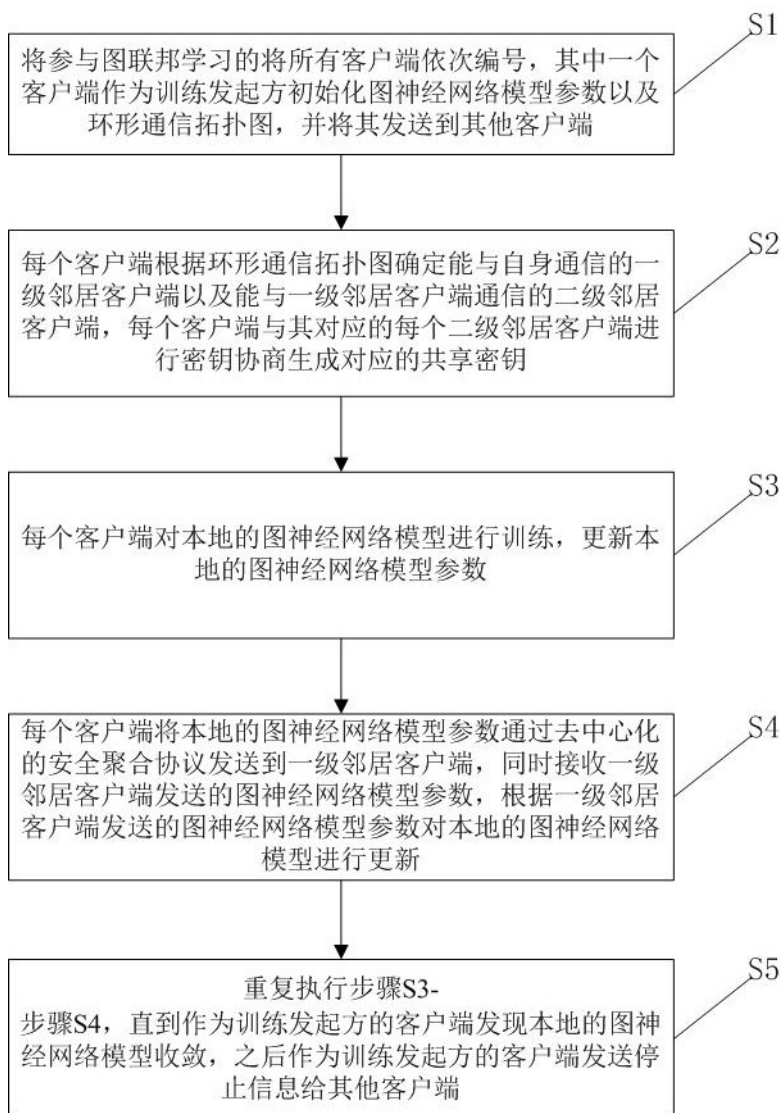 S1
将参与图联邦学习的将所有客户端依次编号，其中一个
客户端作为训练发起方初始化图神经网络模型参数以及
环形通信拓扑图，并将其发送到其他客户端
S2
每个客户端根据环形通信拓扑图确定能与自身通信的一
级邻居客户端以及能与一级邻居客户端通信的二级邻居
客户端，每个客户端与其对应的每个二级邻居客户端进
行密钥协商生成对应的共享密钥
S3
每个客户端对本地的图神经网络模型进行训练，更新本
地的图神经网络模型参数
S4
每个客户端将本地的图神经网络模型参数通过去中心化
的安全聚合协议发送到一级邻居客户端，同时接收一级
邻居客户端发送的图神经网络模型参数，根据一级邻居
客户端发送的图神经网络模型参数对本地的图神经网络
模型进行更新
S5
重复执行步骤S3-
步骤S4，直到作为训练发起方的客户端发现本地的图神
经网络模型收敛，之后作为训练发起方的客户端发送停
止信息给其他客户端